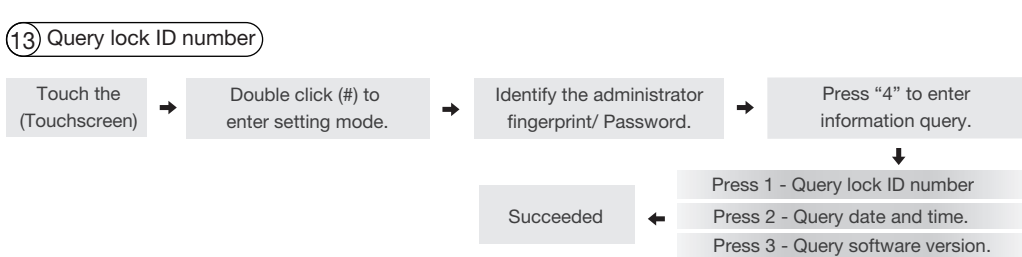 13 Query lock ID number
Touch the
(Touchscreen)
Double click (#) to
enter setting mode.
Identify the administrator
fingerprint/ Password.
Press “4” to enter
information query.
Press 1 - Query lock ID number
Press 2 - Query date and time.
Press 3 - Query software version.
Succeeded